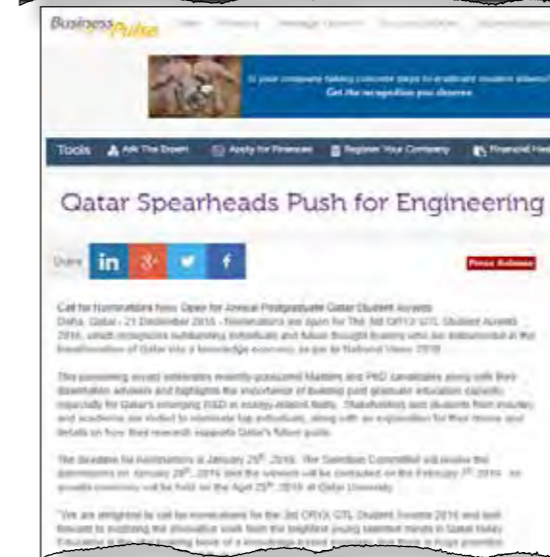 Business Pulse
Is your company taking concrete steps to eradicate modern slavery?
Get the recognition you deserve
Tools Ask The Expert Apply for Finances Register Your Company Financial
Qatar Spearheads Push for Engineering
Share in g+ f
Press Release
Call for Nominations Now Open for Annual Postgraduate Qatar Student Awards
Doha, Qatar - 21 December 2015 - Nominations are open for The 3rd ORYX GTL Student Awards
2016, which recognizes outstanding individuals and future thought leaders who are instrumental in the
transformation of Qatar into a knowledge economy, as per its National Vision 2030
This pioneering award celebrates recently-graduated Masters and PhD candidates along with their
dissertation advisers and highlights the importance of building post graduate education capacity,
especially for Qatar's emerging R&D in energy-related fields. Stakeholders and students from industry
and academia are invited to nominate top individuals, along with an explanation for their choice and
details on how their research supports Qatar's future goals.
The deadline for nominations is January 25th, 2016. The Selection Committee will review the
submissions on January 28th, 2016 and the winners will be contacted on the February 7th 2016. An
awards ceremony will be held on the April 25th, 2016 at Qatar University.
"We are delighted to call for nominations for the 3rd ORYX GTL Student Awards 2016 and look
forward to exploring the innovative work from the brightest young talented minds in Qatar today.
Education is the building block of a knowledge-based